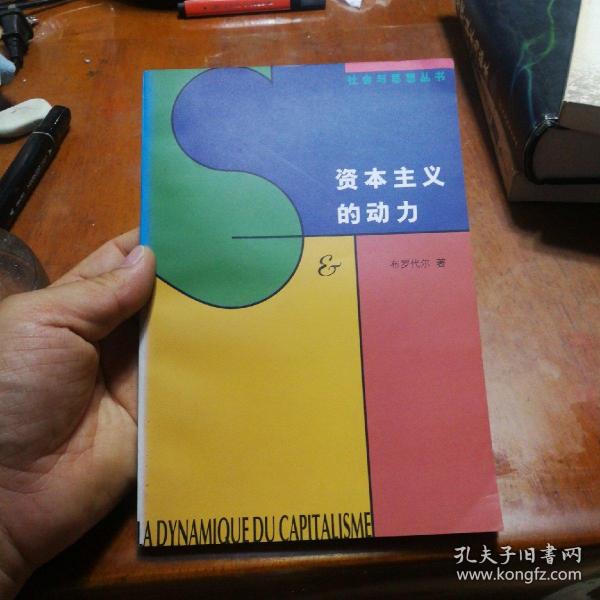 社会与思想丛书
资本主义
的动力
&
布罗代尔 著
LA DYNAMIQUE DU CAPITALISME
孔夫子旧书网
www.kongfz.com